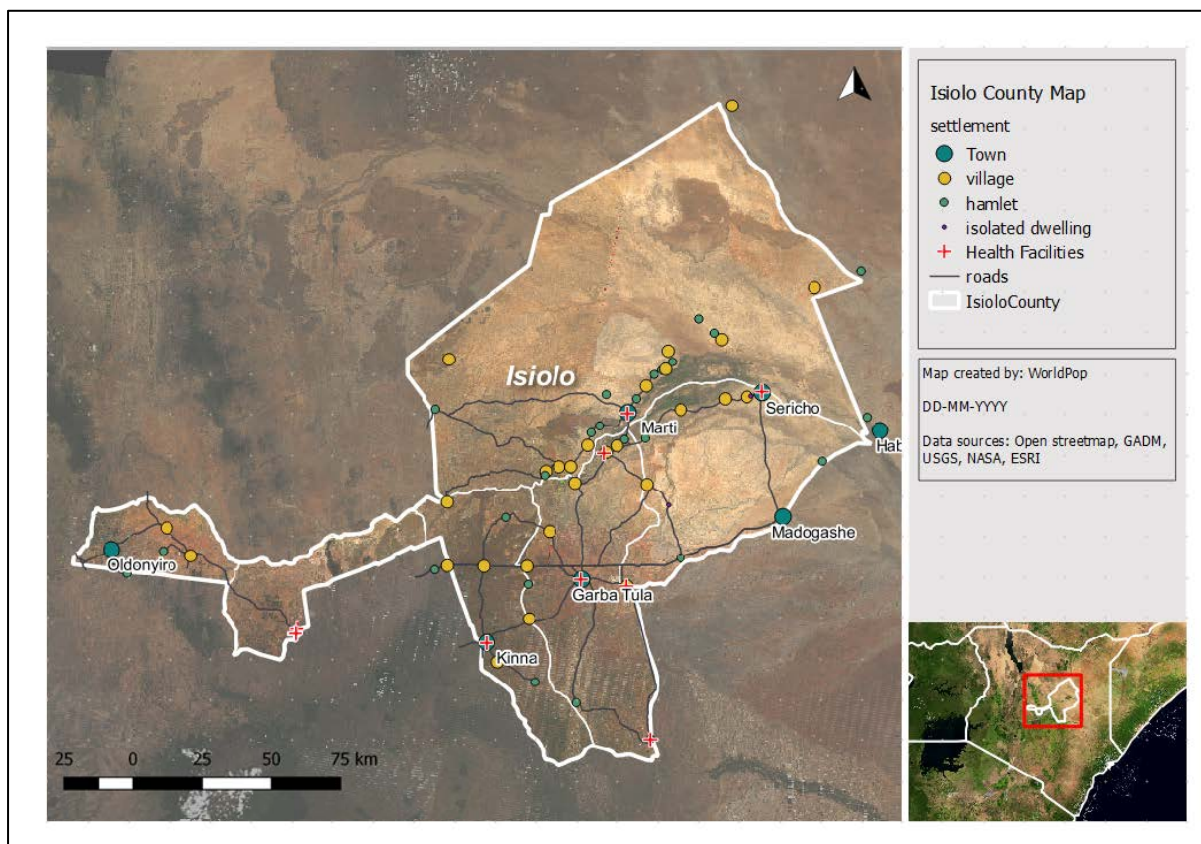 Isiolo County Map
settlement
Town
village
hamlet
isolated dwelling
Health Facilities
roads
IsioloCounty
Map created by: WorldPop
DD-MM-YYYY
Data sources: Open streetmap, GADM,
USGS, NASA, ESRI
Isiolo
Sericho
Marti
Hab
Madogashe
Oldonyiro
Garba Tula
Kinna
25 0 25 50 75 km